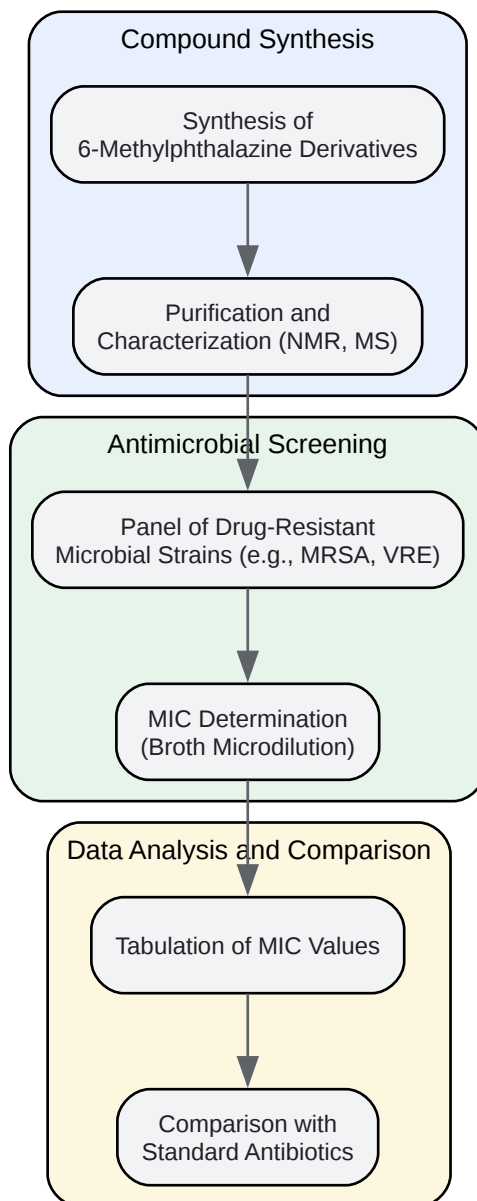 Compound Synthesis
Synthesis of
6-Methylphthalazine Derivatives
Purification and
Characterization (NMR, MS)
Antimicrobial Screening
Panel of Drug-Resistant
Microbial Strains (e.g., MRSA, VRE)
MIC Determination
(Broth Microdilution)
Data Analysis and Comparison
Tabulation of MIC Values
Comparison with
Standard Antibiotics